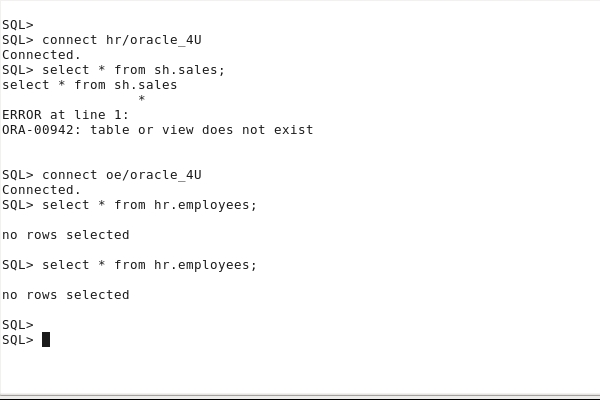 SQL>
SQL> connect hr/oracle_4U
Connected.
SQL> select * from sh.sales;
select * from sh.sales
*
ERROR at line 1:
ORA-00942: table or view does not exist
SQL> connect oe/oracle_4U
Connected.
SQL> select * from hr.employees;
no rows selected
SQL> select * from hr.employees;
no rows selected
SQL>
SQL>